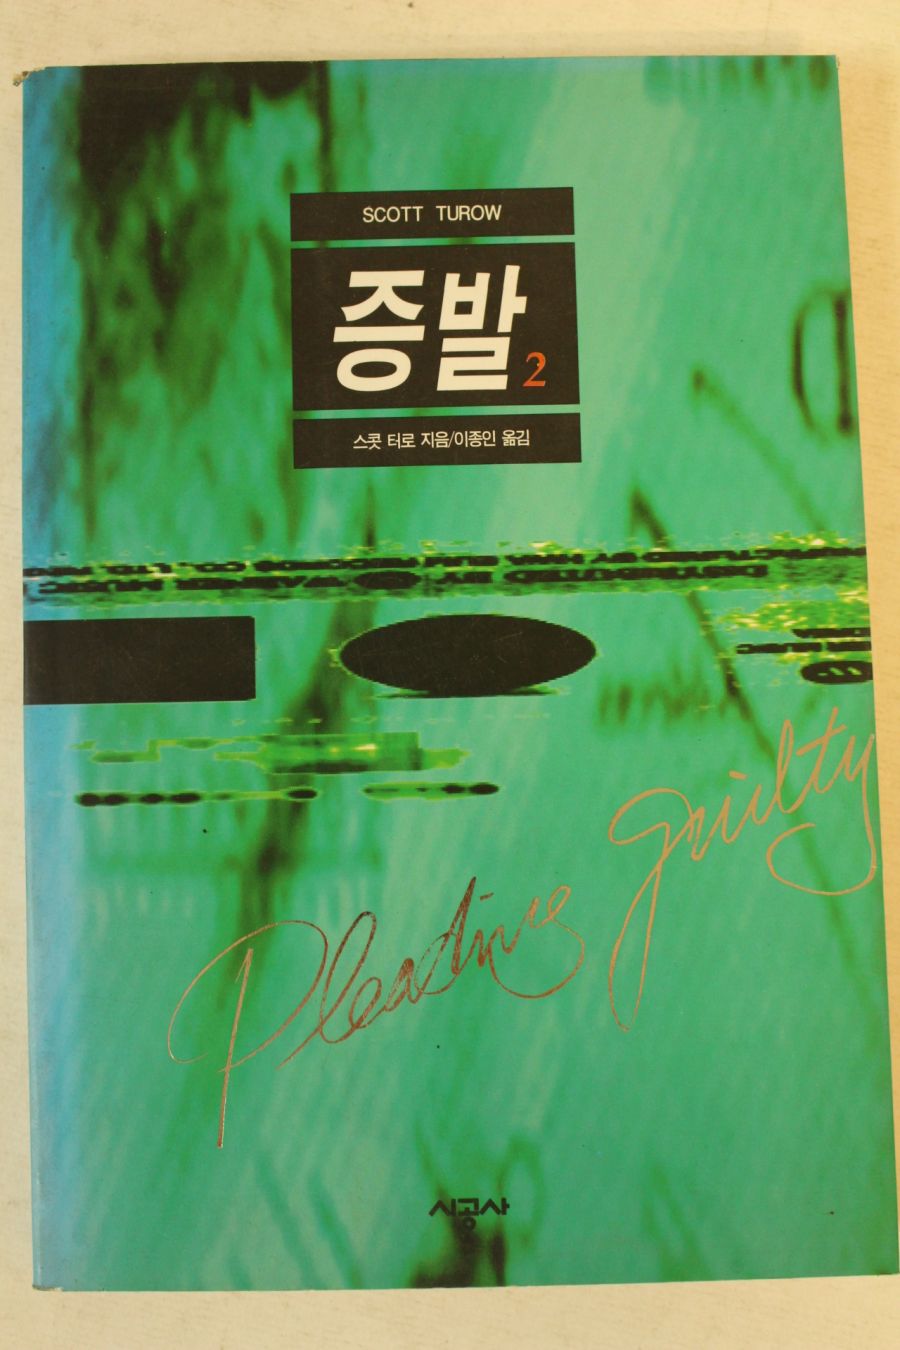 SCOTT TUROW
증발 2
스콧 터로 지음/이종인 옮김
Pleading guilty
시공사